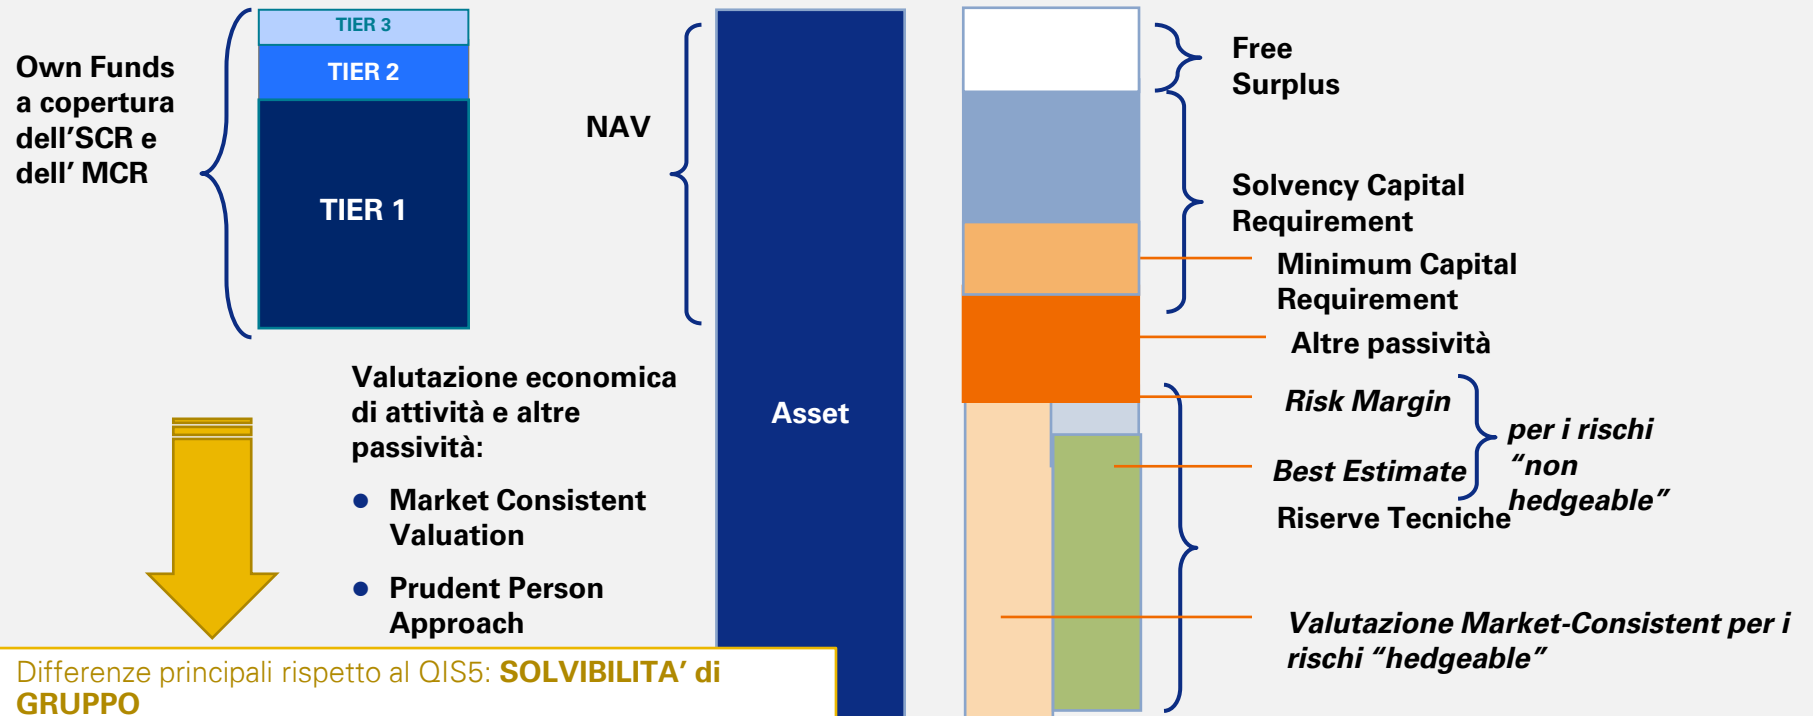 TIER 3
TIER 2
TIER 1
Own Funds
a copertura
dell’SCR e
dell’ MCR
NAV
Asset
Valutazione economica
di attività e altre
passività:
Market Consistent
Valuation
Prudent Person
Approach
Free
Surplus
Solvency Capital
Requirement
Minimum Capital
Requirement
Altre passività
Risk Margin
Best Estimate
per i rischi
“non
hedgeable”
Riserve Tecniche
Valutazione Market-Consistent per i
rischi “hedgeable”
Differenze principali rispetto al QIS5: SOLVIBILITA’ di
GRUPPO